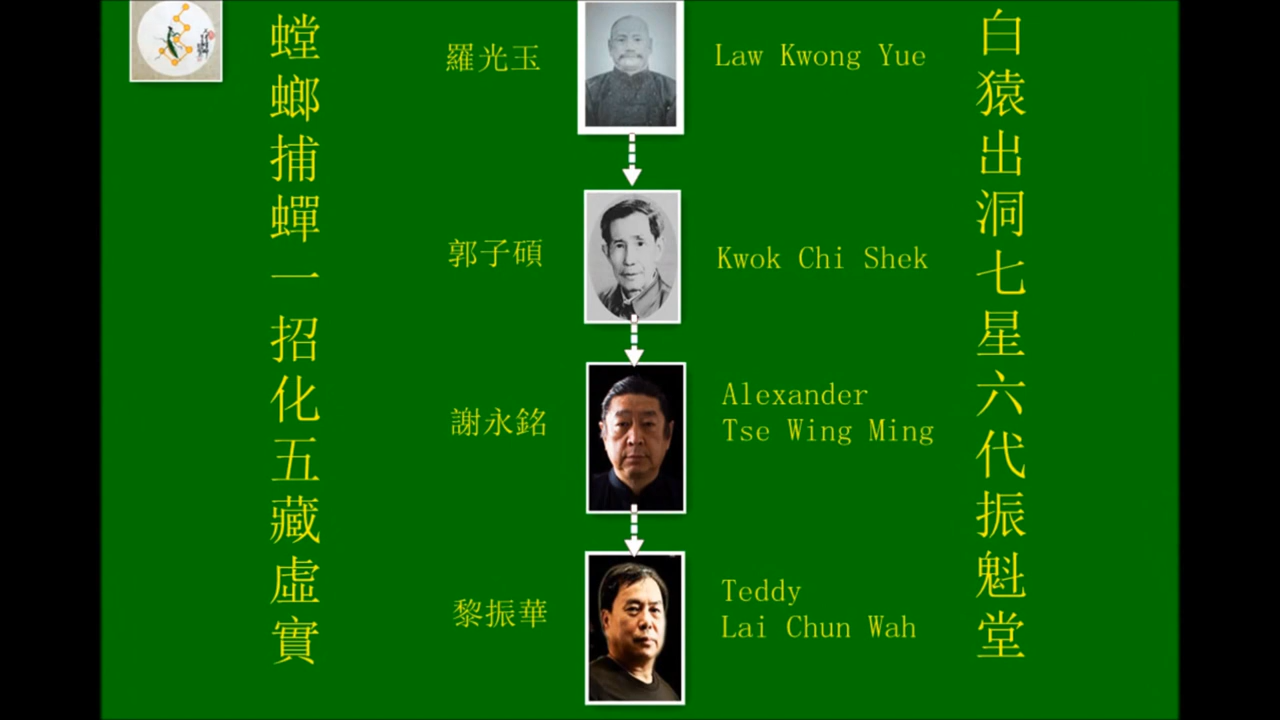 白猿出洞七星六代振魁堂
螳螂捕蟬一招化五藏虛實
羅光玉
Law Kwong Yue
郭子碩
Kwok Chi Shek
謝永銘
Alexander
Tse Wing Ming
黎振華
Teddy
Lai Chun Wah